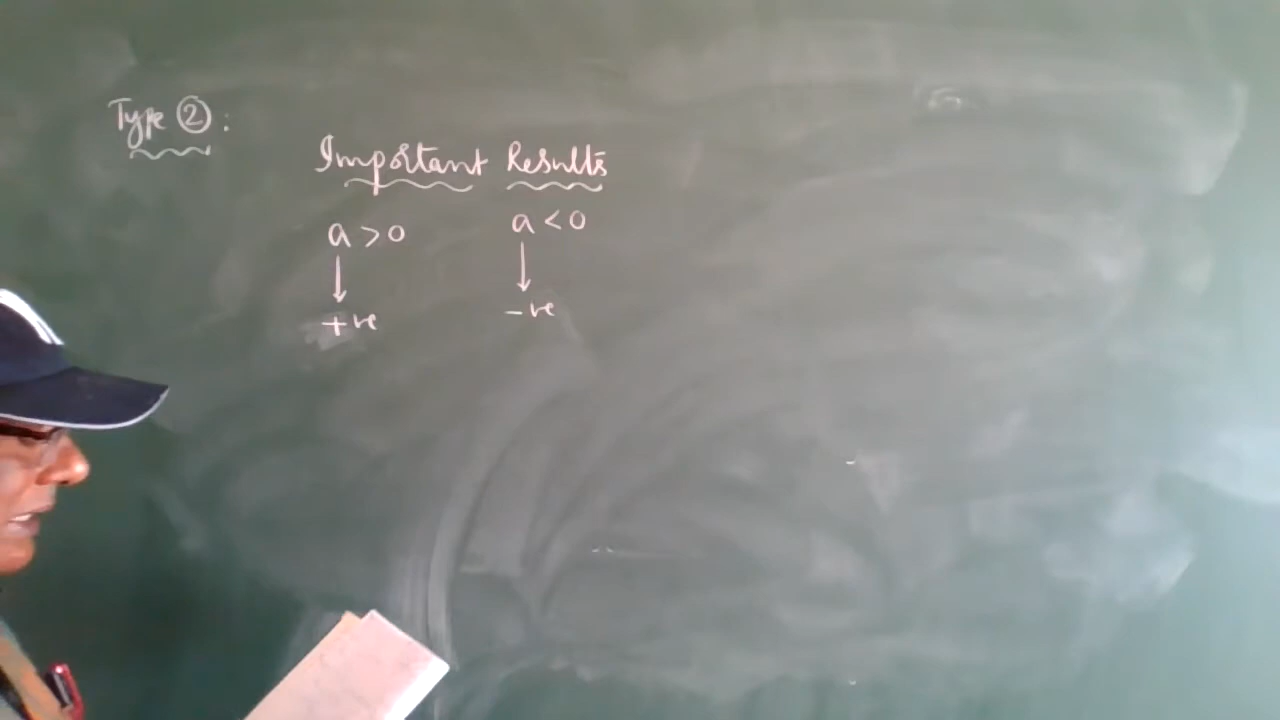 Type ② :
Important Results
a > 0 a < 0
↓ ↓
+ve -ve